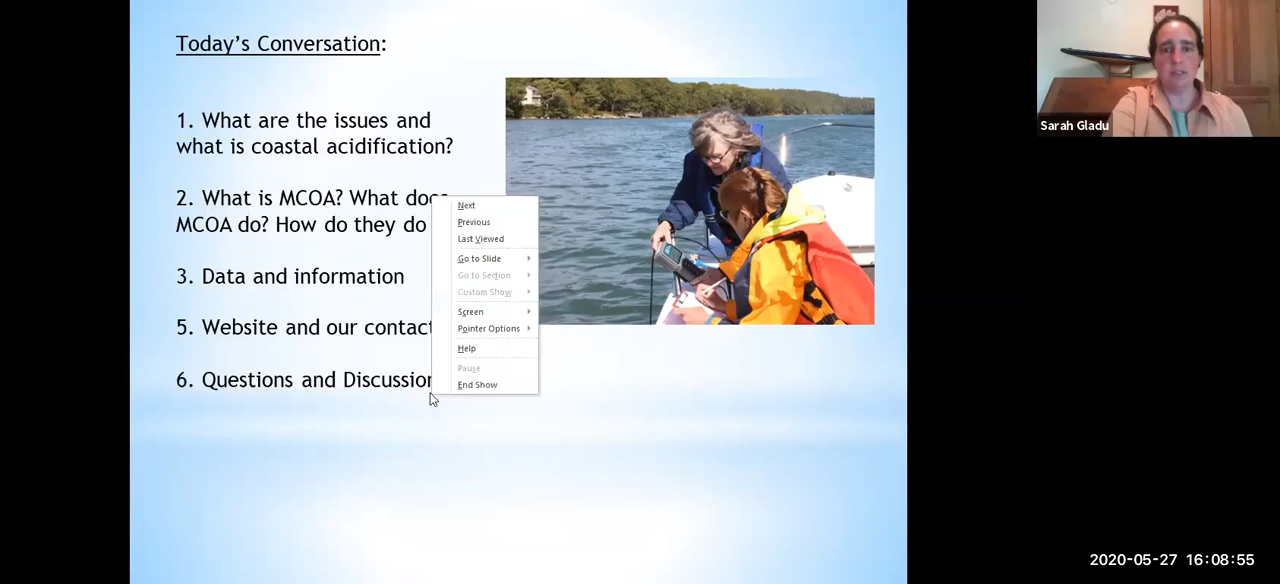 Today's Conversation:
1. What are the issues and
what is coastal acidification?
2. What is MCOA? What does
MCOA do? How do they do
3. Data and information
5. Website and our contact
6. Questions and Discussion
Next
Previous
Last Viewed
Go to Slide
Go to Section
Custom Show
Screen
Pointer Options
Help
Pause
End Show
Sarah Gladu
2020-05-27 16:08:55